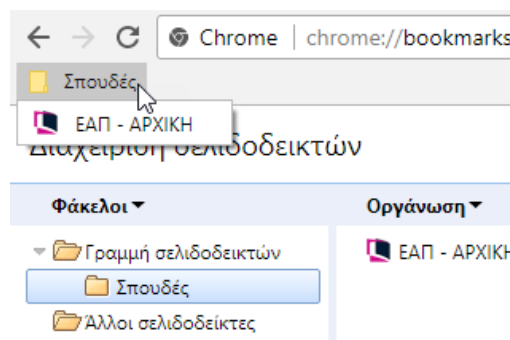 Chrome | chrome://bookmarks
Σπουδές
ΕΑΠ - ΑΡΧΙΚΗ
Διαχείριση σελιδοδεικτών
Φάκελοι Οργάνωση
Γραμμή σελιδοδεικτών ΕΑΠ - ΑΡΧΙΚΗ
Σπουδές
Άλλοι σελιδοδείκτες